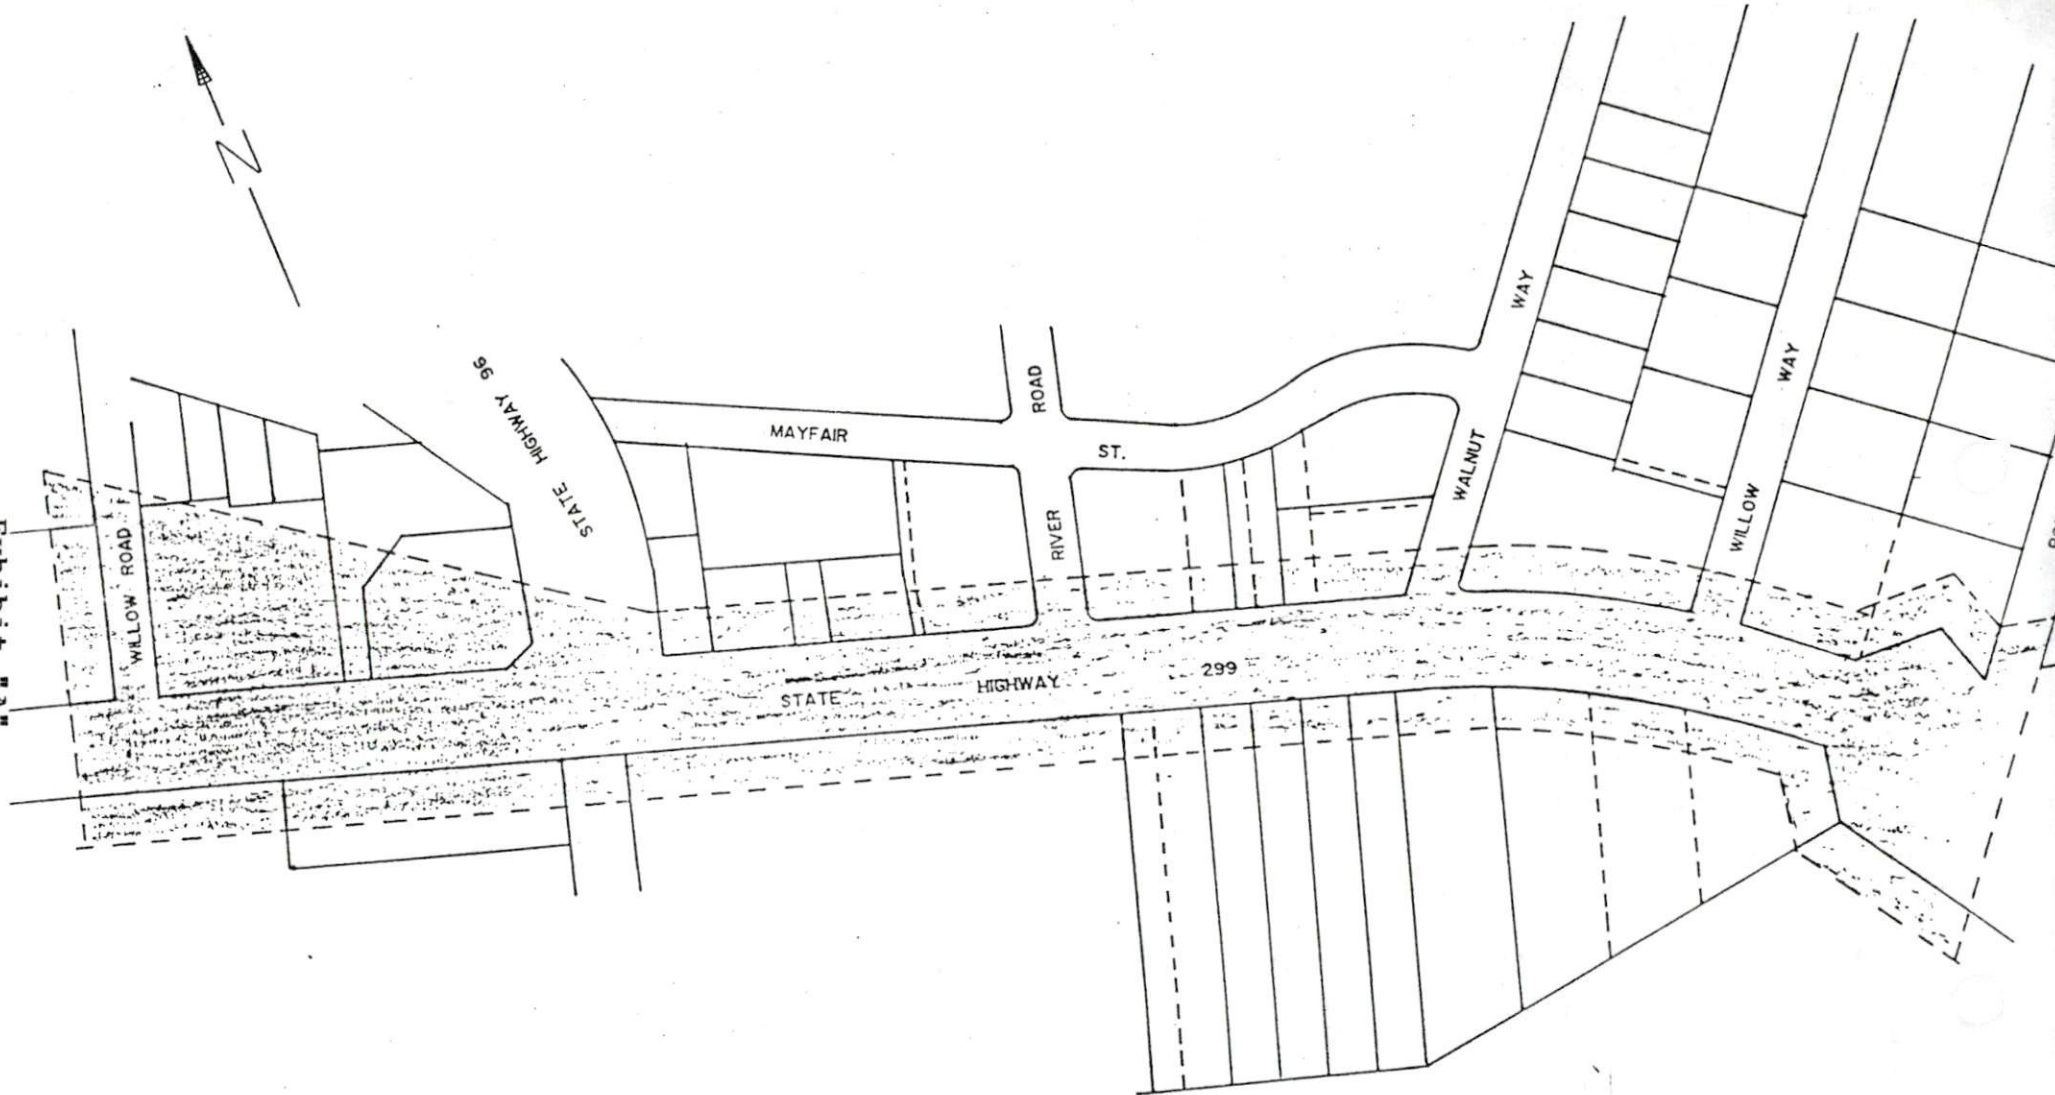 N
STATE HIGHWAY 96
MAYFAIR ST.
RIVER ROAD
WALNUT WAY
WILLOW WAY
WILLOW ROAD
STATE HIGHWAY 299